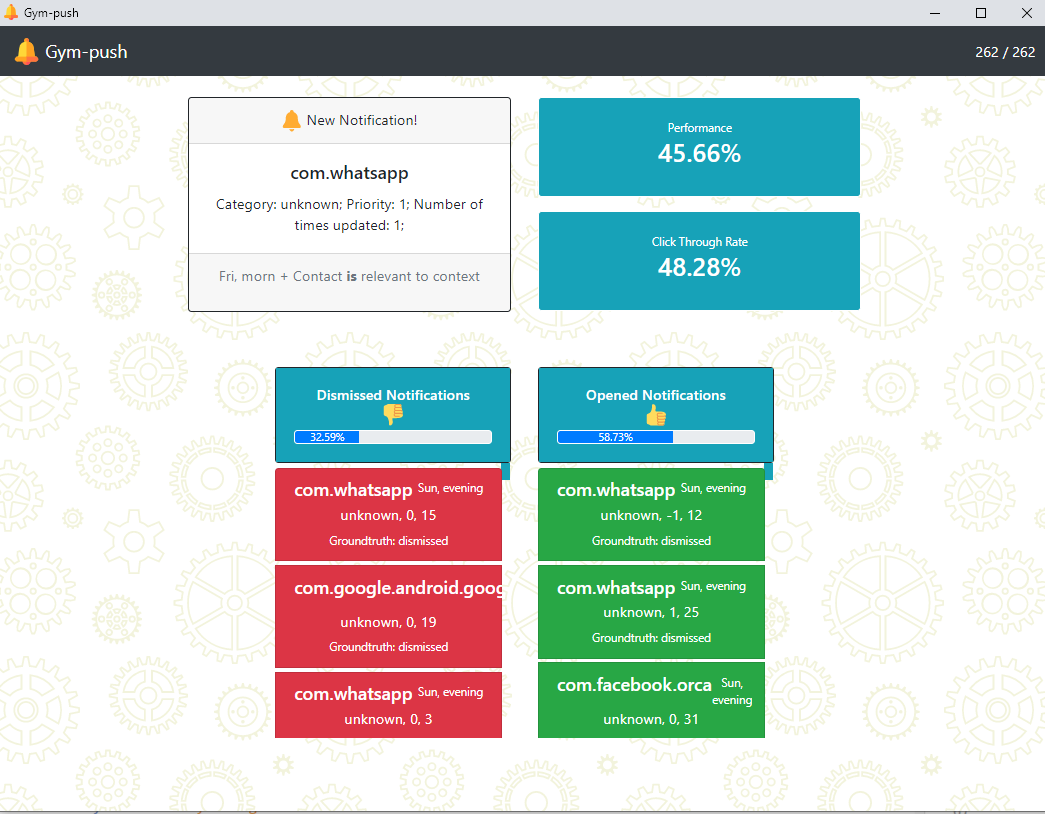 Gym-push
Gym-push
262 / 262
New Notification!
com.whatsapp
Category: unknown; Priority: 1; Number of
times updated: 1;
Fri, morn + Contact is relevant to context
Performance
45.66%
Click Through Rate
48.28%
Dismissed Notifications
32.59%
com.whatsapp Sun, evening
unknown, 0, 15
Groundtruth: dismissed
com.google.android.goog
unknown, 0, 19
Groundtruth: dismissed
com.whatsapp Sun, evening
unknown, 0, 3
Opened Notifications
58.73%
com.whatsapp Sun, evening
unknown, -1, 12
Groundtruth: dismissed
com.whatsapp Sun, evening
unknown, 1, 25
Groundtruth: dismissed
com.facebook.orca Sun,
evening
unknown, 0, 31